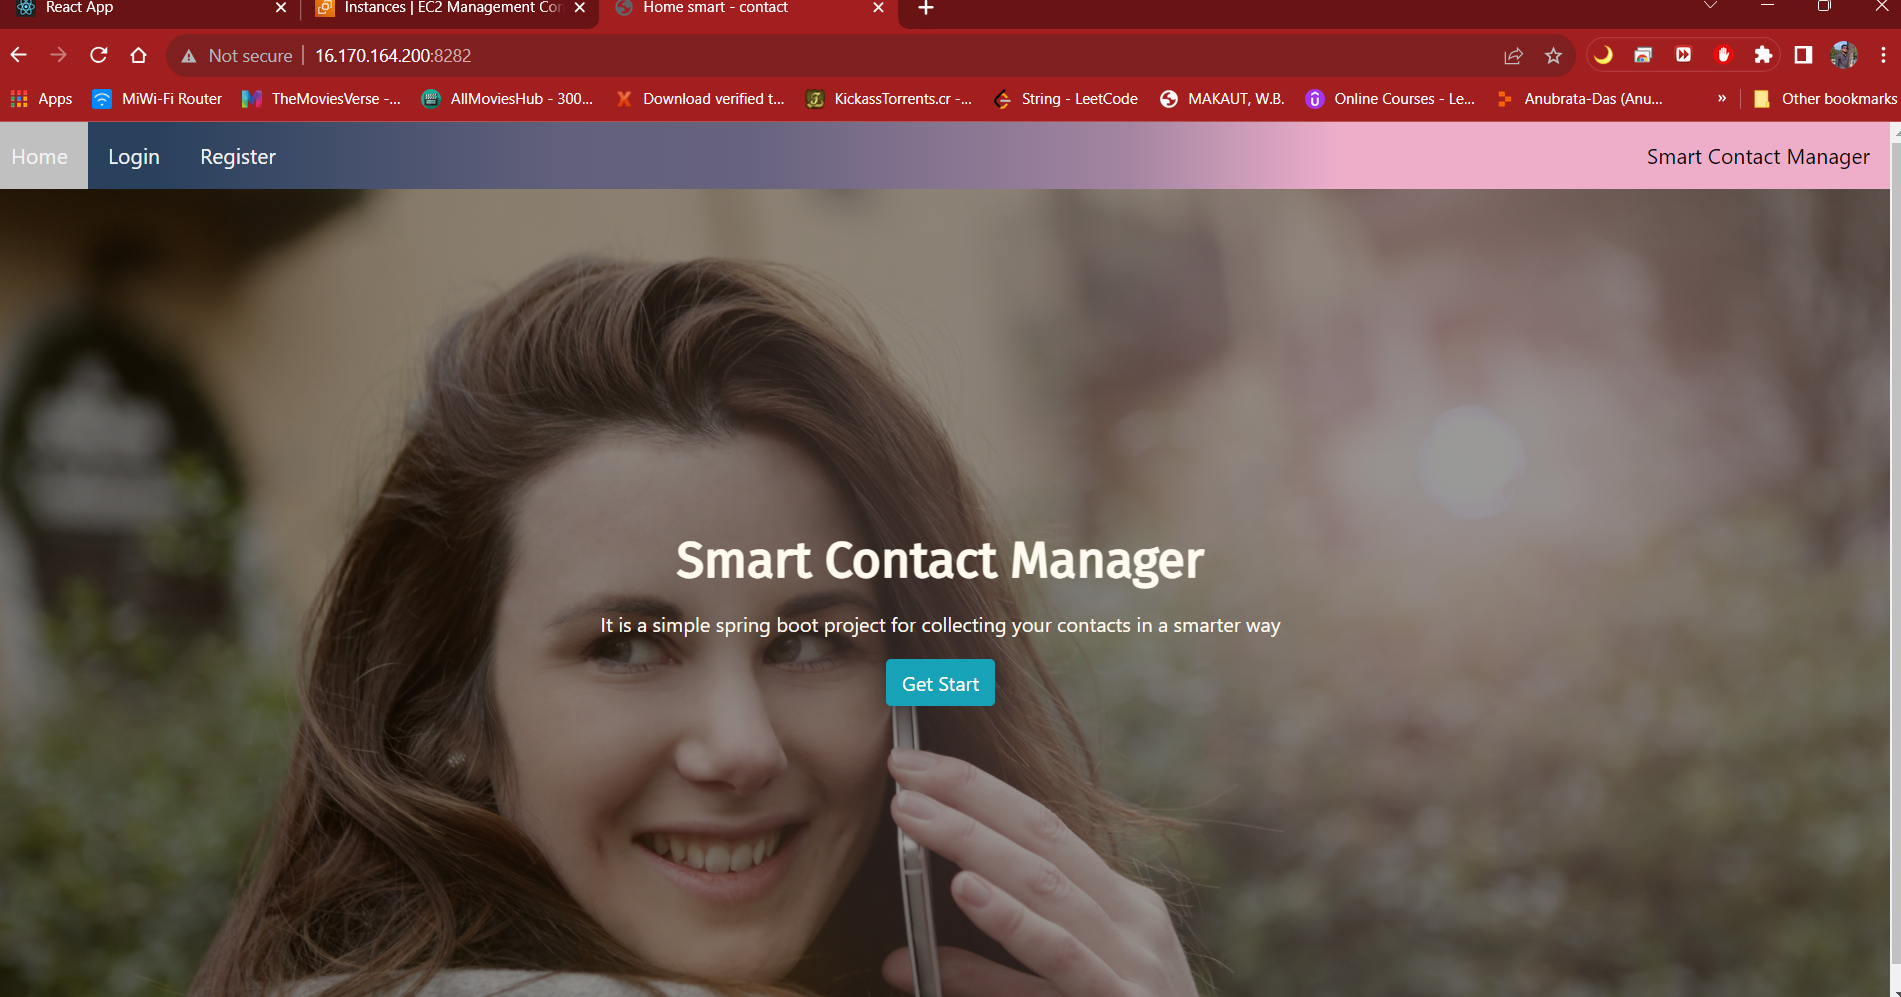 React App
Instances | EC2 Management Con
Home smart - contact
Not secure | 16.170.164.200:8282
Apps MiWi-Fi Router TheMoviesVerse -... AllMoviesHub - 300... Download verified t... KickassTorrents.cr -... String - LeetCode MAKAUT, W.B. Online Courses - Le... Anubrata-Das (Anu... » Other bookmarks
Home Login Register Smart Contact Manager
Smart Contact Manager
It is a simple spring boot project for collecting your contacts in a smarter way
Get Start